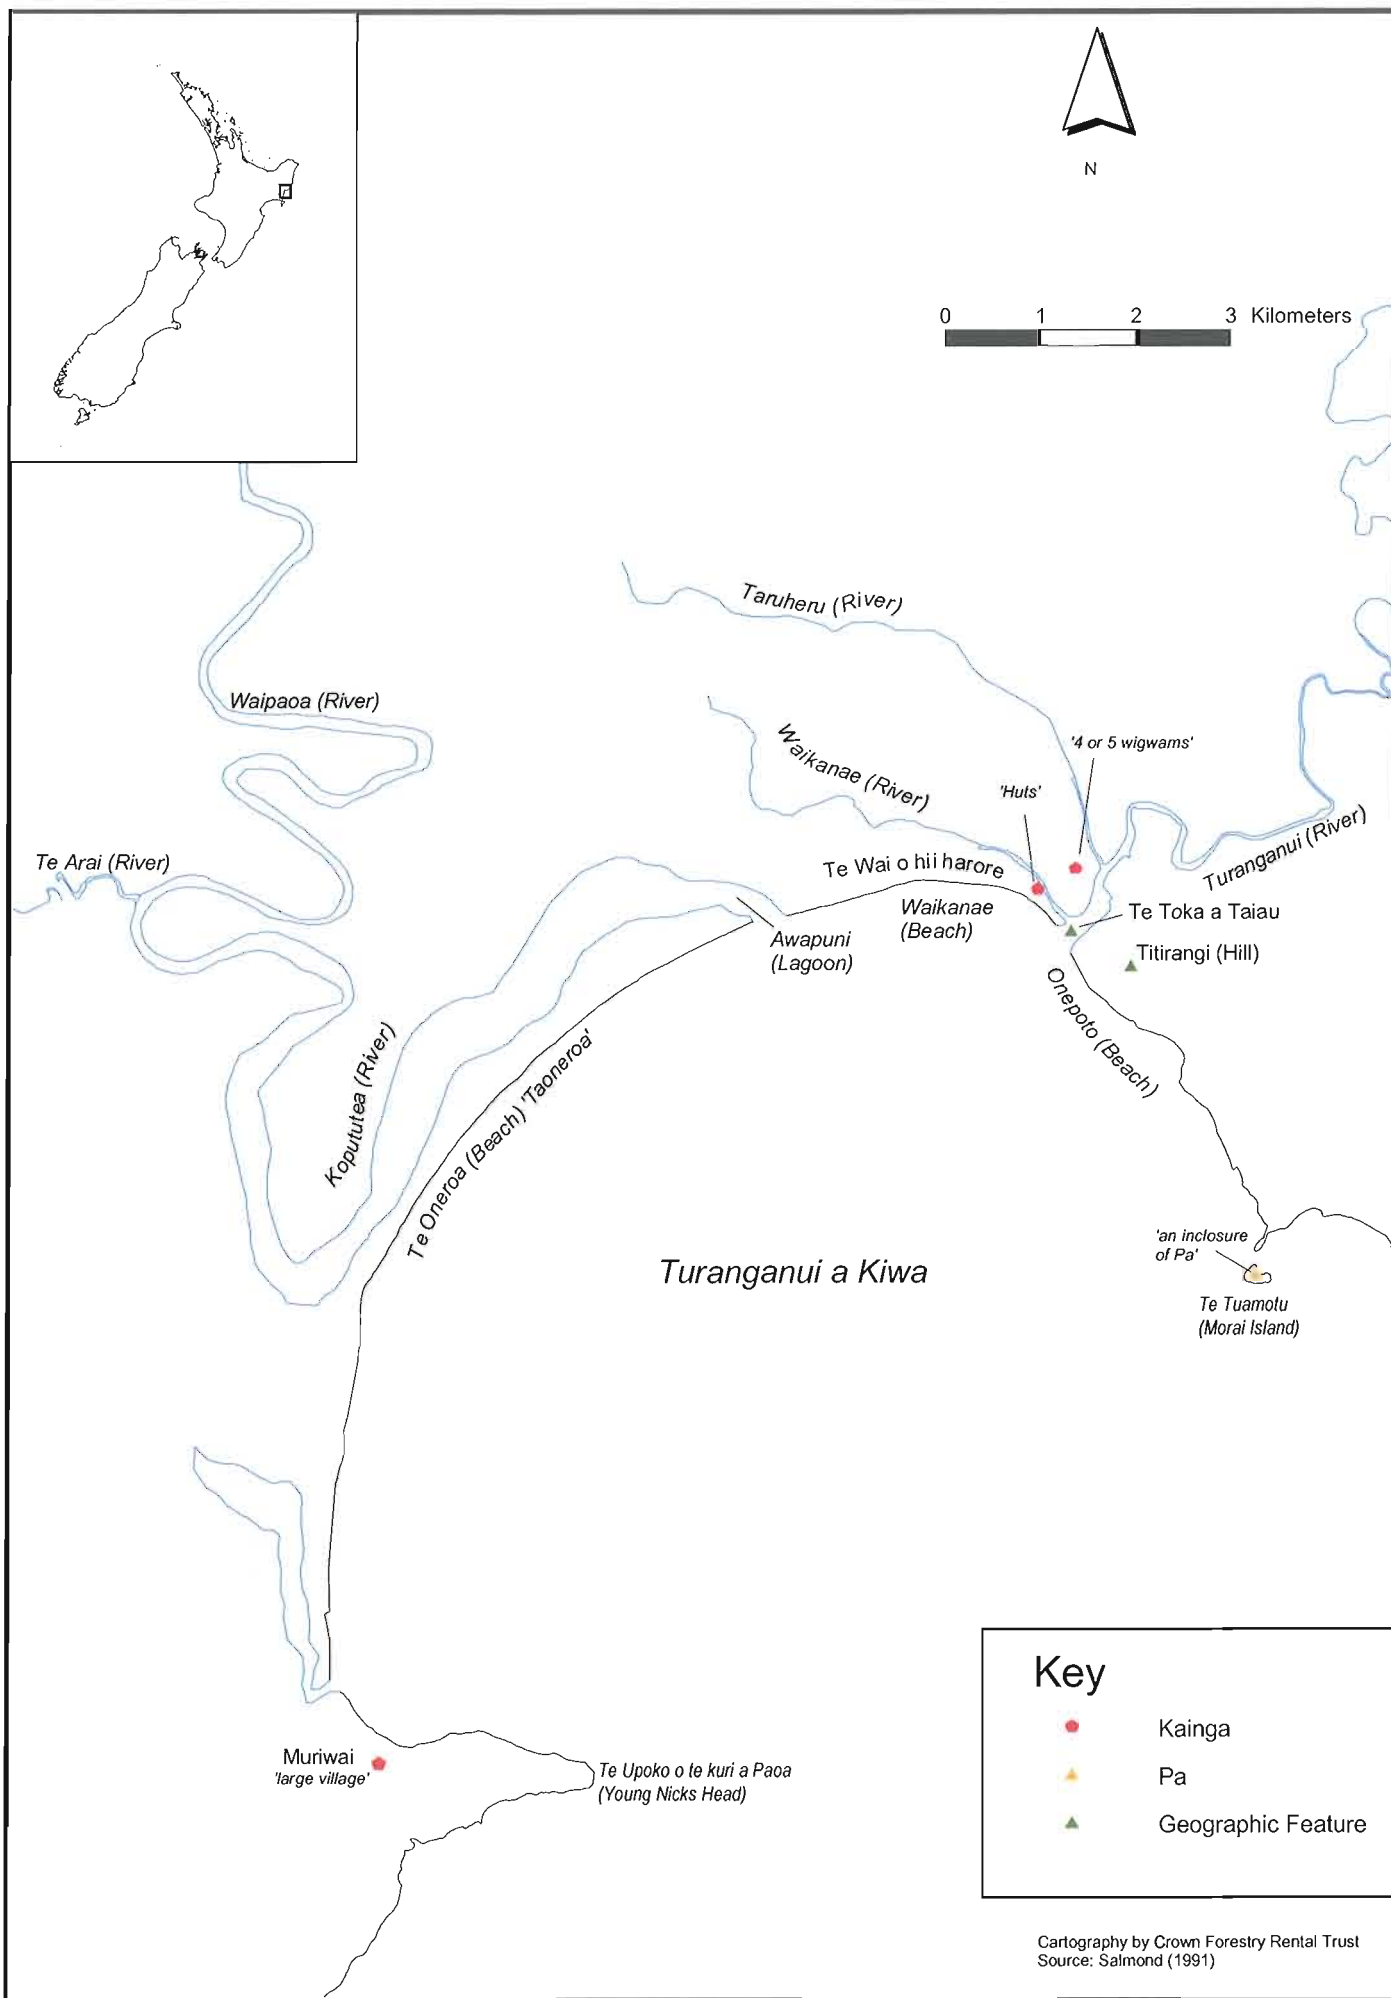 N
0 1 2 3 Kilometers
Taruheru (River)
Waipaoa (River)
Waikanae (River)
'4 or 5 wigwams'
'Huts'
Te Arai (River)
Te Wai o hii harore
Turanganui (River)
Waikanae
(Beach)
Te Toka a Taiau
Awapuni
(Lagoon)
Titirangi (Hill)
Onepoto (Beach)
Kopututea (River)
Te Oneroa (Beach) 'Taoneroa'
Turanganui a Kiwa
'an inclosure
of Pa'
Te Tuamotu
(Morai Island)
Muriwai
'large village'
Te Upoko o te kuri a Paoa
(Young Nicks Head)
Key
Kainga
Pa
Geographic Feature
Cartography by Crown Forestry Rental Trust
Source: Salmond (1991)